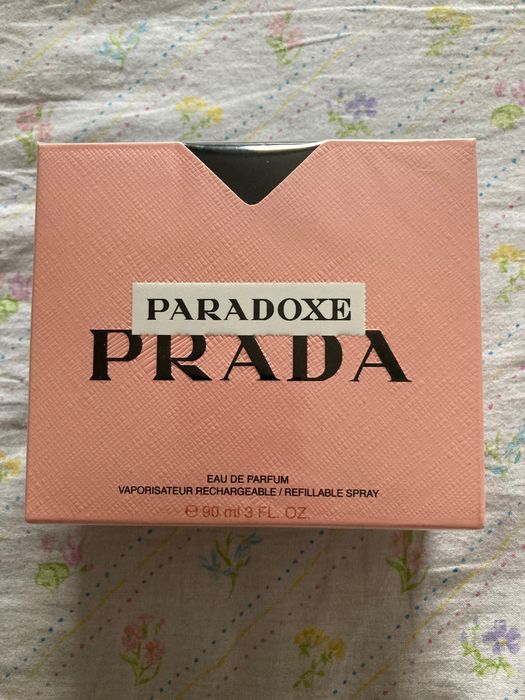 PARADOXE
PRADA
EAU DE PARFUM
VAPORISATEUR RECHARGEABLE / REFILLABLE SPRAY
℮ 90 ml 3 FL. OZ.